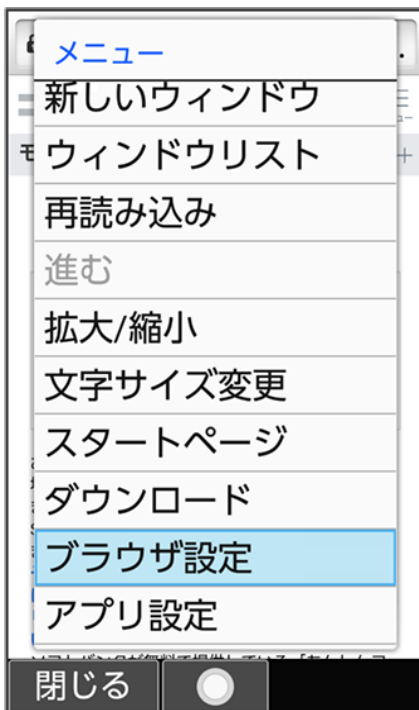 メニュー
新しいウィンドウ
ウィンドウリスト
再読み込み
進む
拡大/縮小
文字サイズ変更
スタートページ
ダウンロード
ブラウザ設定
アプリ設定
閉じる